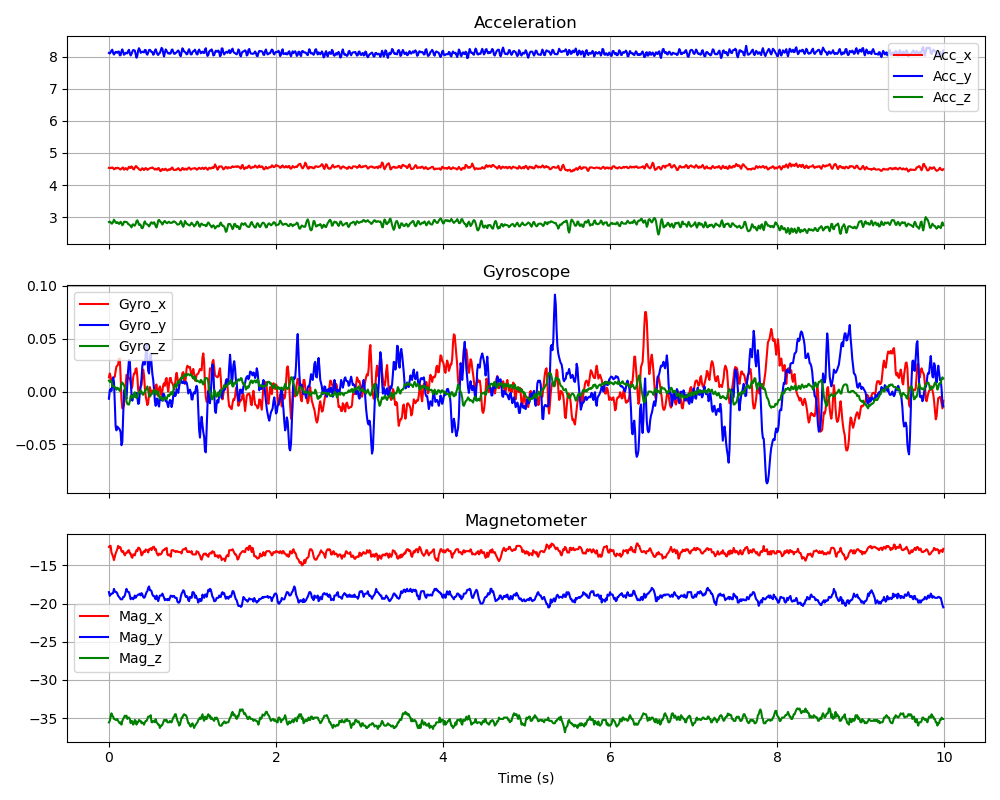 Acceleration
8
7
6
5
4
3
Acc_x
Acc_y
Acc_z
Gyroscope
0.10
0.05
0.00
−0.05
Gyro_x
Gyro_y
Gyro_z
Magnetometer
−15
−20
−25
−30
−35
Mag_x
Mag_y
Mag_z
0 2 4 6 8 10
Time (s)